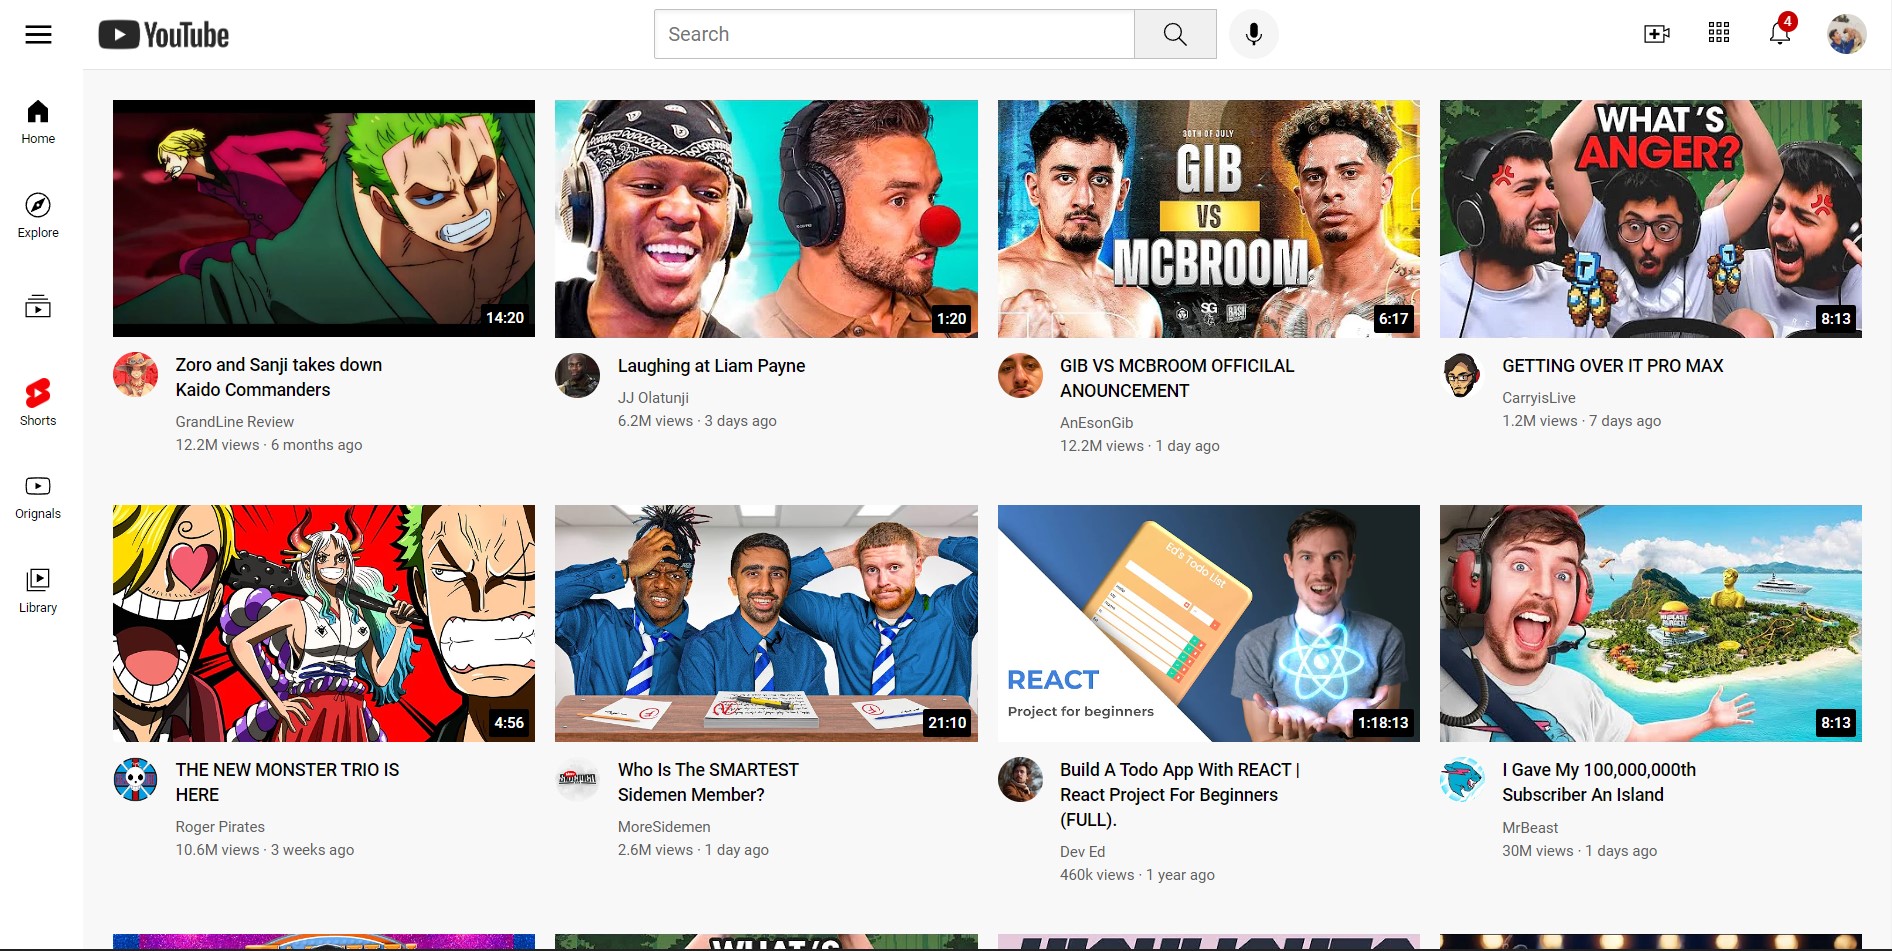 YouTube
Search
4
Home
Explore
Shorts
Orignals
Library
14:20
Zoro and Sanji takes down
Kaido Commanders
GrandLine Review
12.2M views · 6 months ago
1:20
Laughing at Liam Payne
JJ Olatunji
6.2M views · 3 days ago
30TH OF JULY
GIB
VS
MCBROOM
SG
6:17
GIB VS MCBROOM OFFICILAL
ANOUNCEMENT
AnEsonGib
12.2M views · 1 day ago
WHAT'S
ANGER?
8:13
GETTING OVER IT PRO MAX
CarryisLive
1.2M views · 7 days ago
4:56
THE NEW MONSTER TRIO IS
HERE
Roger Pirates
10.6M views · 3 weeks ago
21:10
Who Is The SMARTEST
Sidemen Member?
MoreSidemen
2.6M views · 1 day ago
Ed's Todo List
REACT
Project for beginners
1:18:13
Build A Todo App With REACT |
React Project For Beginners
(FULL).
Dev Ed
460k views · 1 year ago
8:13
I Gave My 100,000,000th
Subscriber An Island
MrBeast
30M views · 1 days ago
WHAT'S